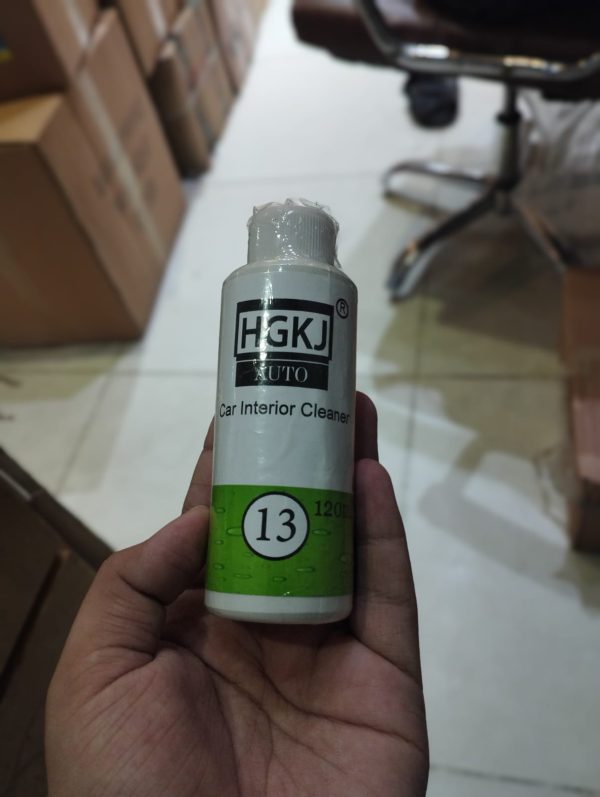 HGKJ
®
AUTO
Car Interior Cleaner
13